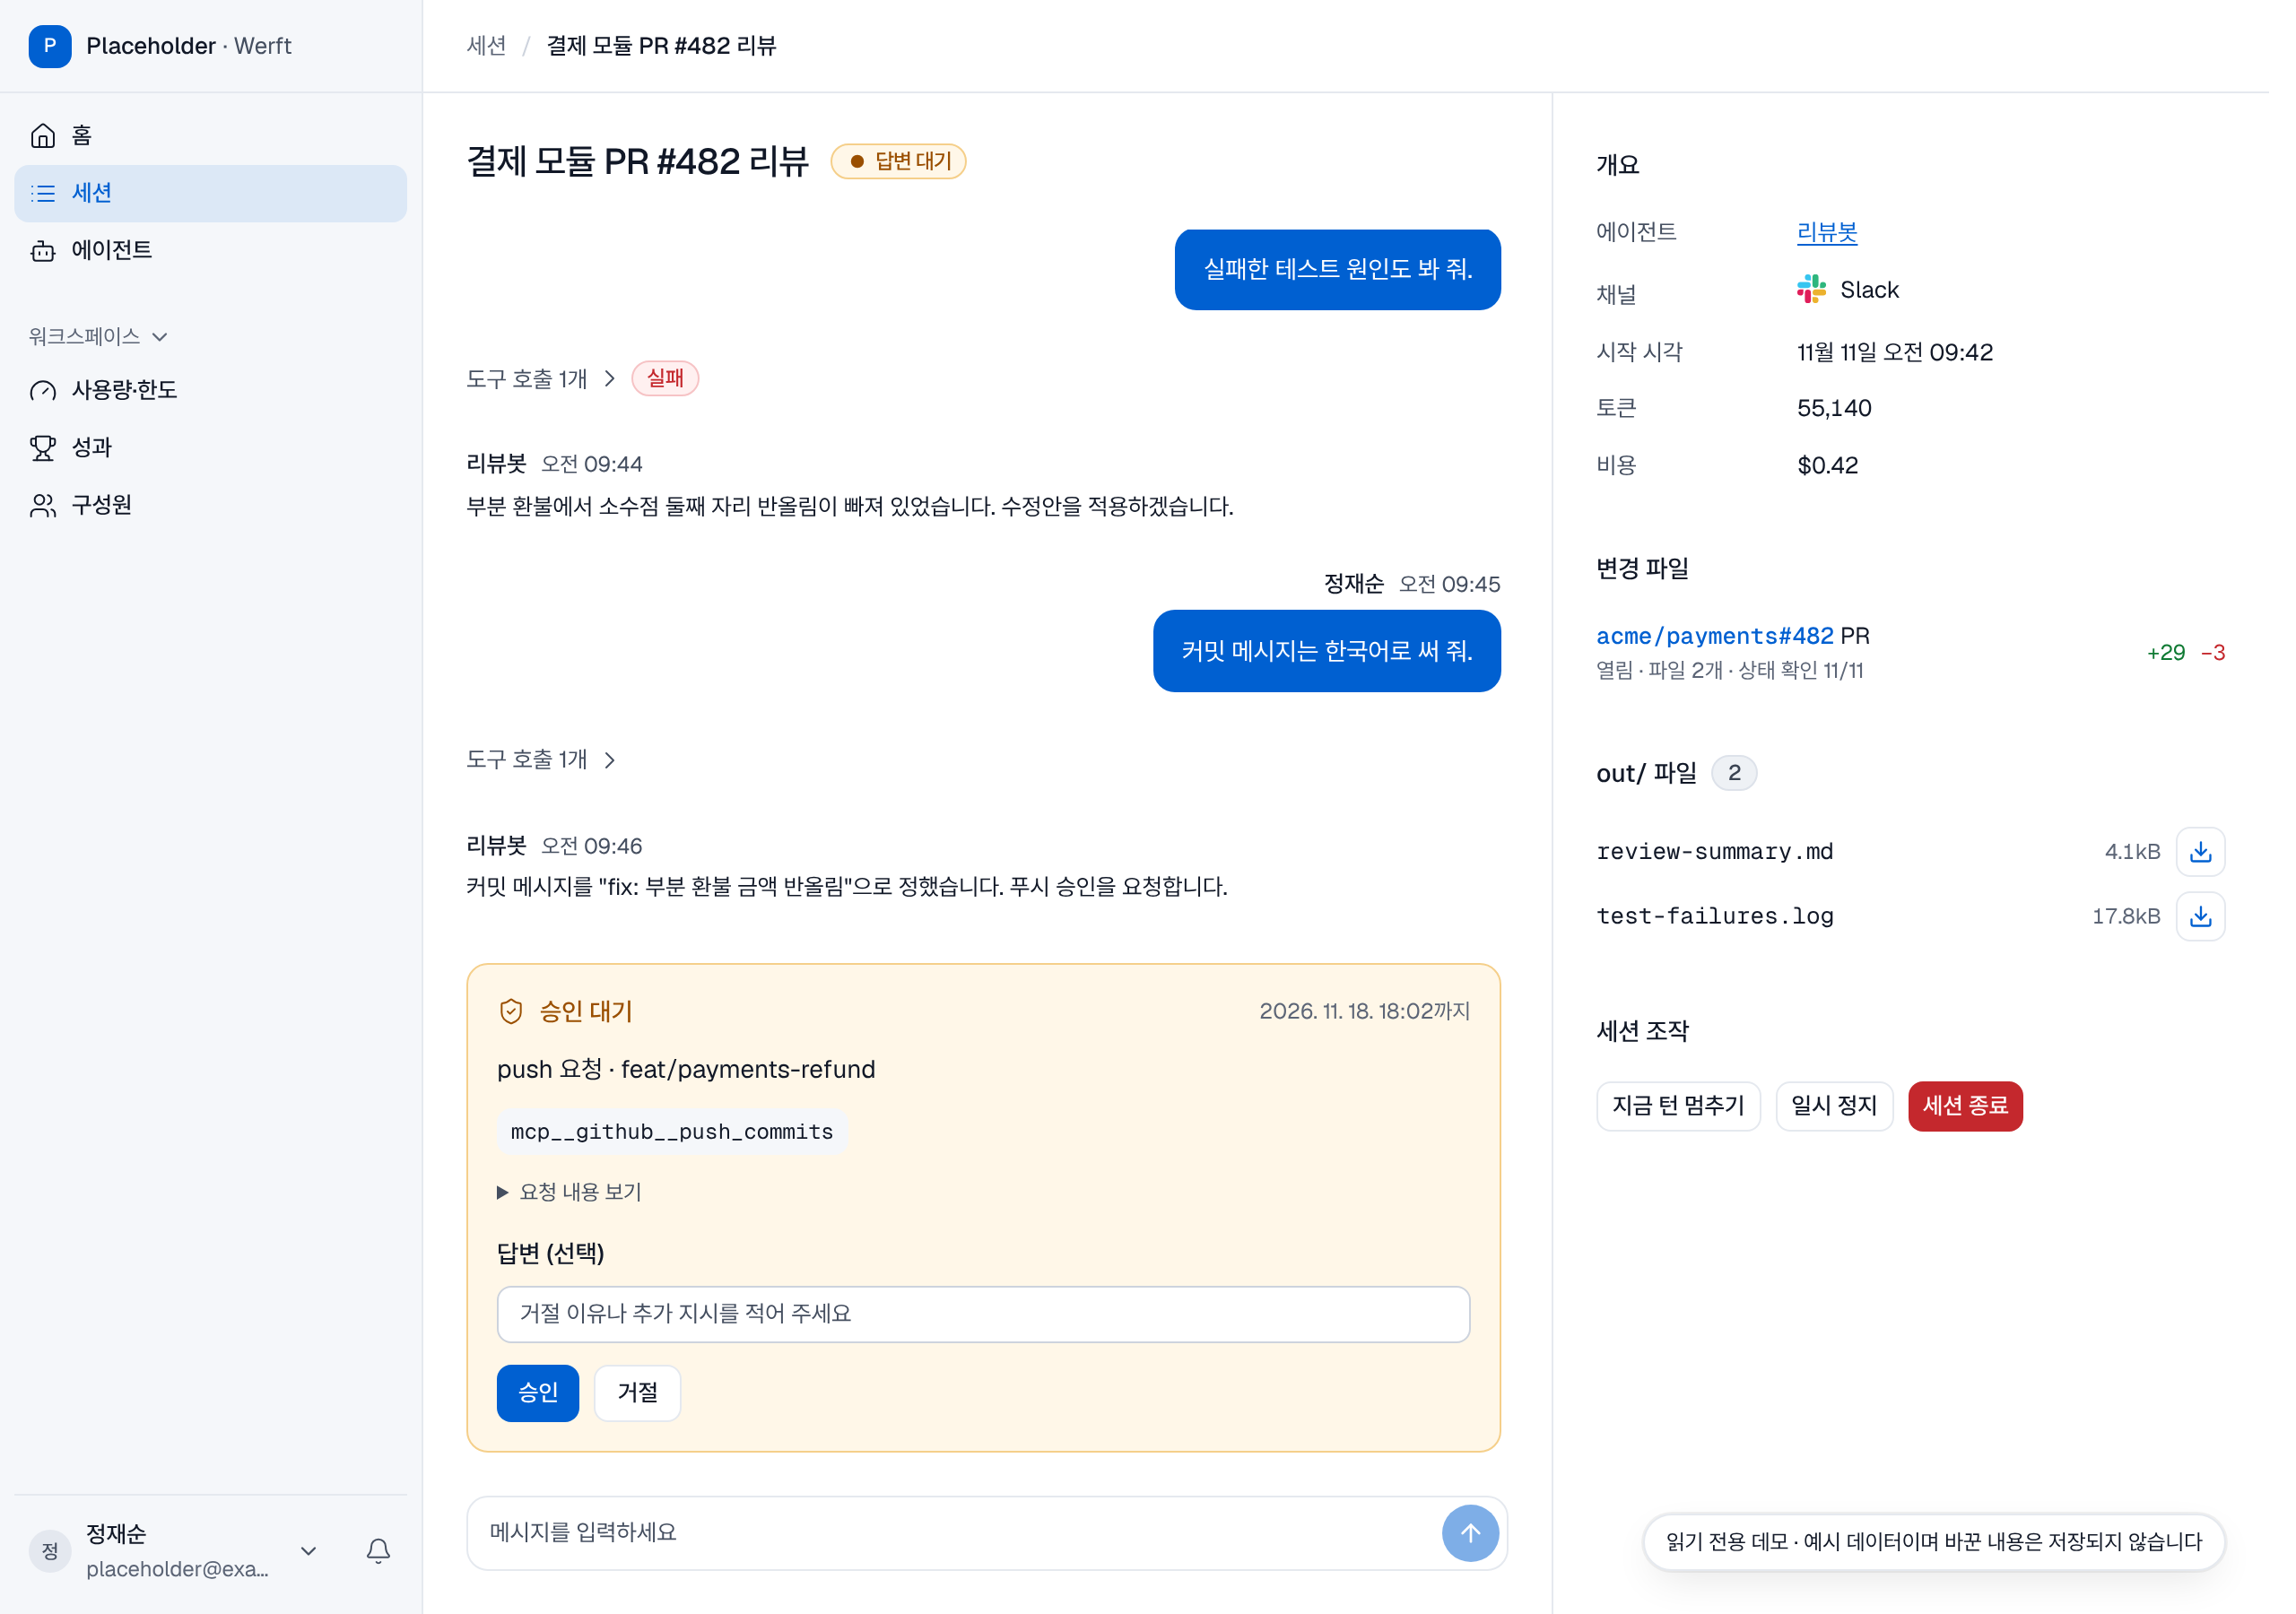 P Placeholder · Werft
홈
세션
에이전트
워크스페이스
사용량·한도
성과
구성원
정
정재순
placeholder@exa...
세션 / 결제 모듈 PR #482 리뷰
결제 모듈 PR #482 리뷰 답변 대기
실패한 테스트 원인도 봐 줘.
도구 호출 1개 실패
리뷰봇 오전 09:44
부분 환불에서 소수점 둘째 자리 반올림이 빠져 있었습니다. 수정안을 적용하겠습니다.
정재순 오전 09:45
커밋 메시지는 한국어로 써 줘.
도구 호출 1개
리뷰봇 오전 09:46
커밋 메시지를 "fix: 부분 환불 금액 반올림"으로 정했습니다. 푸시 승인을 요청합니다.
승인 대기 2026. 11. 18. 18:02까지
push 요청 · feat/payments-refund
mcp__github__push_commits
요청 내용 보기
답변 (선택)
거절 이유나 추가 지시를 적어 주세요
승인 거절
메시지를 입력하세요
개요
에이전트 리뷰봇
채널 Slack
시작 시각 11월 11일 오전 09:42
토큰 55,140
비용 $0.42
변경 파일
acme/payments#482 PR
열림 · 파일 2개 · 상태 확인 11/11
+29 −3
out/ 파일 2
review-summary.md 4.1kB
test-failures.log 17.8kB
세션 조작
지금 턴 멈추기 일시 정지 세션 종료
읽기 전용 데모 · 예시 데이터이며 바꾼 내용은 저장되지 않습니다